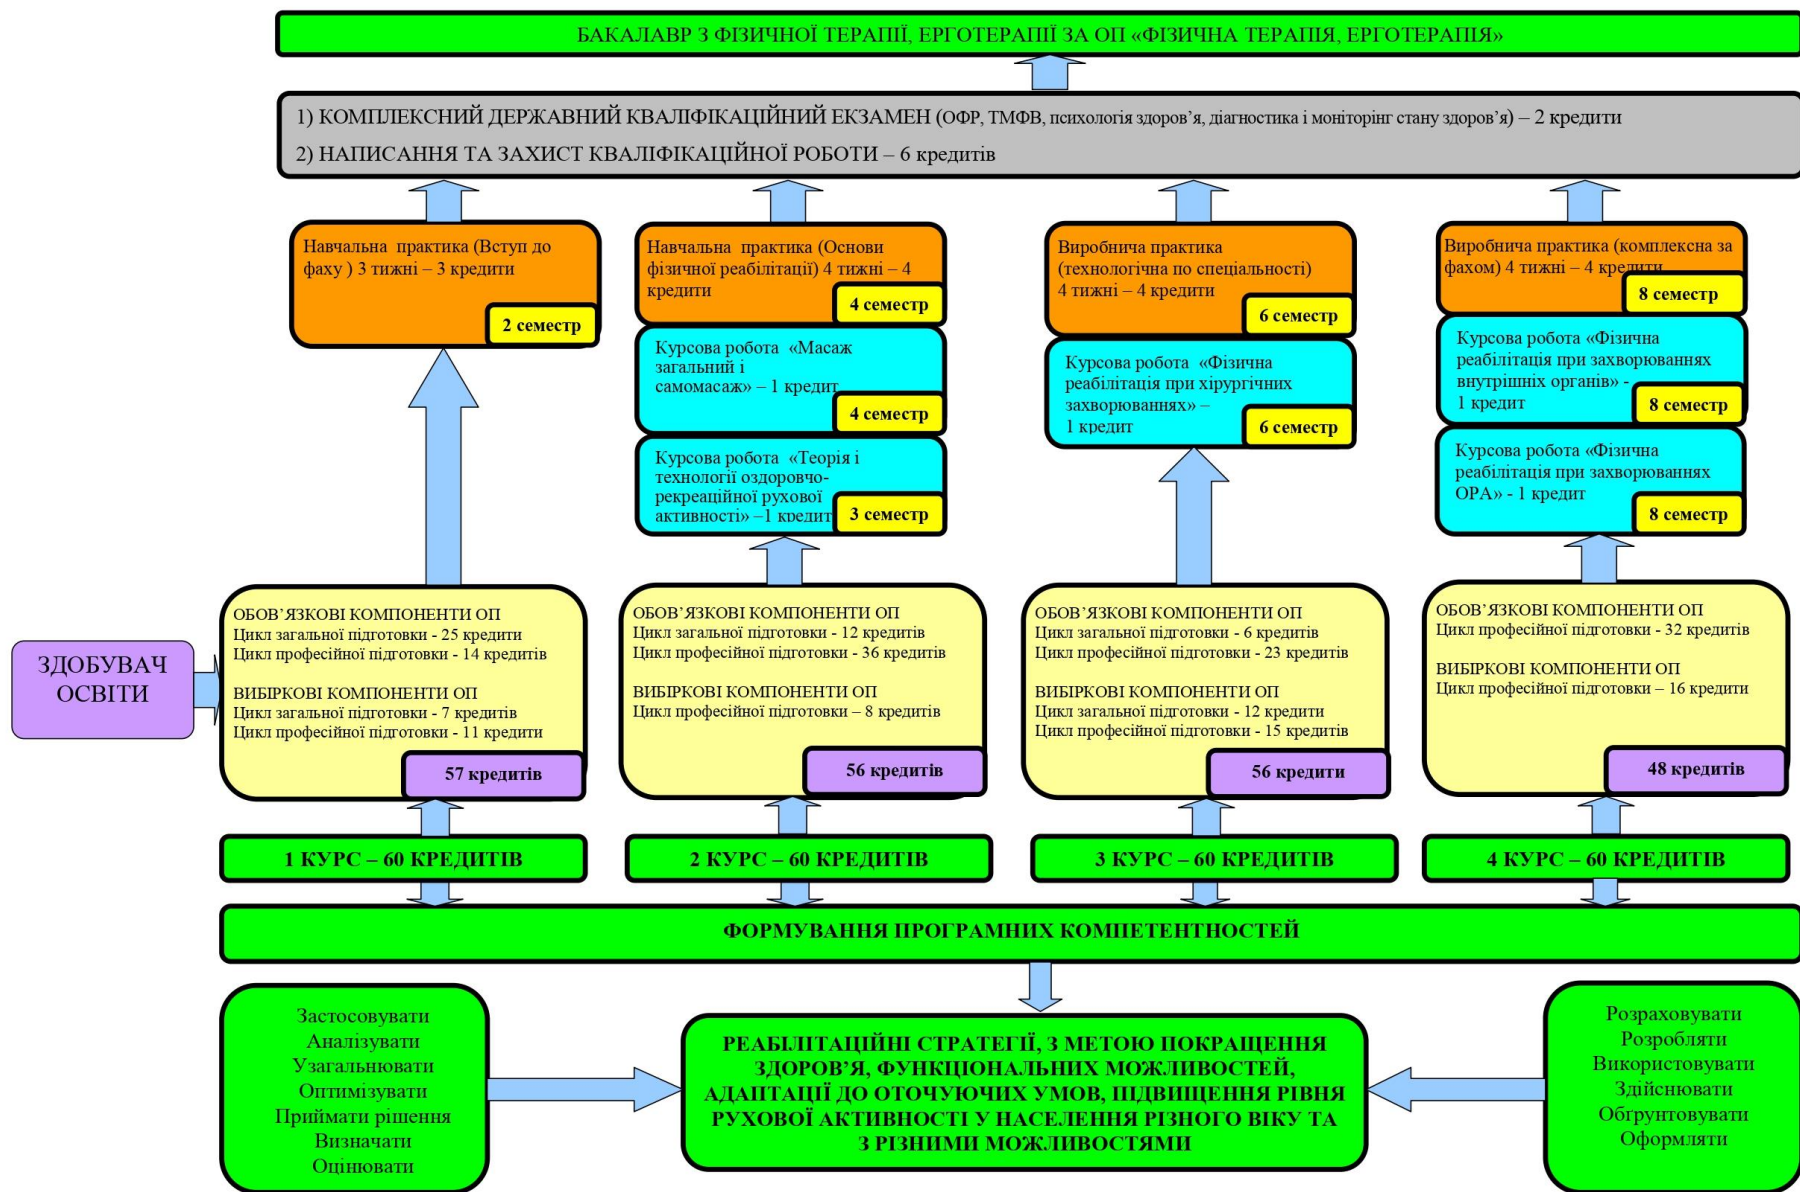 БАКАЛАВР З ФІЗИЧНОЇ ТЕРАПІЇ, ЕРГОТЕРАПІЇ ЗА ОП «ФІЗИЧНА ТЕРАПІЯ, ЕРГОТЕРАПІЯ»
1) КОМПЛЕКСНИЙ ДЕРЖАВНИЙ КВАЛІФІКАЦІЙНИЙ ЕКЗАМЕН (ОФР, ТМФВ, психологія здоров’я, діагностика і моніторінг стану здоров’я) – 2 кредити
2) НАПИСАННЯ ТА ЗАХИСТ КВАЛІФІКАЦІЙНОЇ РОБОТИ – 6 кредитів
Навчальна практика (Вступ до
фаху ) 3 тижні – 3 кредити
2 семестр
Навчальна практика (Основи
фізичної реабілітації) 4 тижні – 4
кредити
4 семестр
Курсова робота «Масаж
загальний і
самомасаж» – 1 кредит
4 семестр
Курсова робота «Теорія і
технології оздоровчо-
рекреаційної рухової
активності» –1 кредит
3 семестр
Виробнича практика
(технологічна по спеціальності)
4 тижні – 4 кредити
6 семестр
Курсова робота «Фізична
реабілітація при хірургічних
захворюваннях» –
1 кредит
6 семестр
Виробнича практика (комплексна за
фахом) 4 тижні – 4 кредити
8 семестр
Курсова робота «Фізична
реабілітація при захворюваннях
внутрішніх органів» -
1 кредит
8 семестр
Курсова робота «Фізична
реабілітація при захворюваннях
ОРА» - 1 кредит
8 семестр
ЗДОБУВАЧ
ОСВІТИ
ОБОВ’ЯЗКОВІ КОМПОНЕНТИ ОП
Цикл загальної підготовки - 25 кредити
Цикл професійної підготовки - 14 кредитів
ВИБІРКОВІ КОМПОНЕНТИ ОП
Цикл загальної підготовки - 7 кредитів
Цикл професійної підготовки - 11 кредити
57 кредитів
ОБОВ’ЯЗКОВІ КОМПОНЕНТИ ОП
Цикл загальної підготовки - 12 кредитів
Цикл професійної підготовки - 36 кредитів
ВИБІРКОВІ КОМПОНЕНТИ ОП
Цикл професійної підготовки – 8 кредитів
56 кредитів
ОБОВ’ЯЗКОВІ КОМПОНЕНТИ ОП
Цикл загальної підготовки - 6 кредитів
Цикл професійної підготовки - 23 кредитів
ВИБІРКОВІ КОМПОНЕНТИ ОП
Цикл загальної підготовки - 12 кредити
Цикл професійної підготовки - 15 кредитів
56 кредити
ОБОВ’ЯЗКОВІ КОМПОНЕНТИ ОП
Цикл професійної підготовки - 32 кредитів
ВИБІРКОВІ КОМПОНЕНТИ ОП
Цикл професійної підготовки – 16 кредити
48 кредитів
1 КУРС – 60 КРЕДИТІВ
2 КУРС – 60 КРЕДИТІВ
3 КУРС – 60 КРЕДИТІВ
4 КУРС – 60 КРЕДИТІВ
ФОРМУВАННЯ ПРОГРАМНИХ КОМПЕТЕНТНОСТЕЙ
Застосовувати
Аналізувати
Узагальнювати
Оптимізувати
Приймати рішення
Визначати
Оцінювати
РЕАБІЛІТАЦІЙНІ СТРАТЕГІЇ, З МЕТОЮ ПОКРАЩЕННЯ
ЗДОРОВ’Я, ФУНКЦІОНАЛЬНИХ МОЖЛИВОСТЕЙ,
АДАПТАЦІЇ ДО ОТОЧУЮЧИХ УМОВ, ПІДВИЩЕННЯ РІВНЯ
РУХОВОЇ АКТИВНОСТІ У НАСЕЛЕННЯ РІЗНОГО ВІКУ ТА
З РІЗНИМИ МОЖЛИВОСТЯМИ
Розраховувати
Розробляти
Використовувати
Здійснювати
Обґрунтовувати
Оформляти